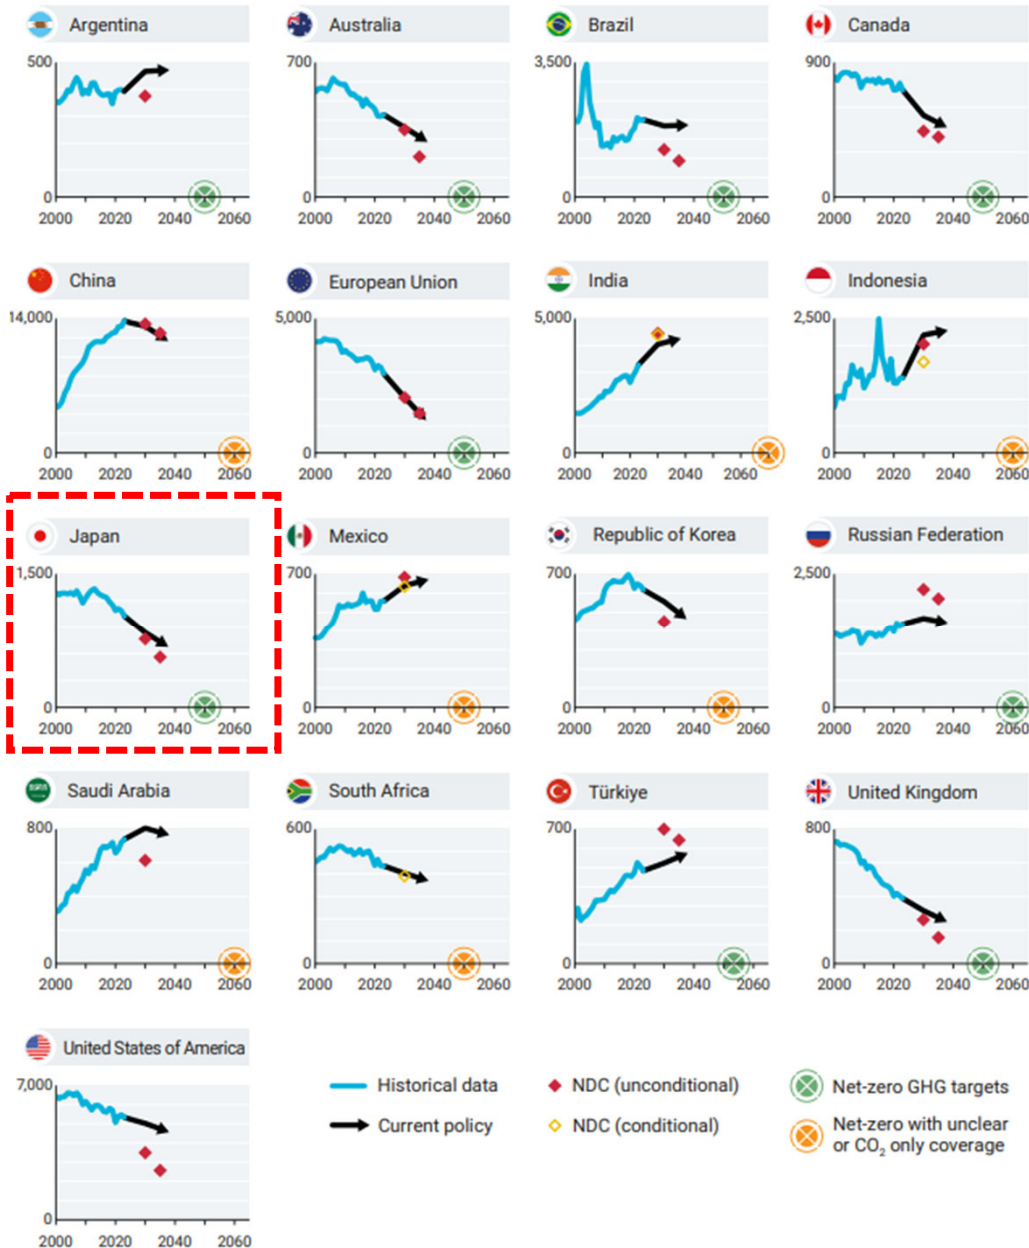 Argentina Australia Brazil Canada
500 700 3,500 900
0 0 0 0
2000 2020 2040 2060 2000 2020 2040 2060 2000 2020 2040 2060 2000 2020 2040 2060
China European Union India Indonesia
14,000 5,000 5,000 2,500
0 0 0 0
2000 2020 2040 2060 2000 2020 2040 2060 2000 2020 2040 2060 2000 2020 2040 2060
Japan Mexico Republic of Korea Russian Federation
1,500 700 700 2,500
0 0 0 0
2000 2020 2040 2060 2000 2020 2040 2060 2000 2020 2040 2060 2000 2020 2040 2060
Saudi Arabia South Africa Türkiye United Kingdom
800 600 700 800
0 0 0 0
2000 2020 2040 2060 2000 2020 2040 2060 2000 2020 2040 2060 2000 2020 2040 2060
United States of America
7,000
0
2000 2020 2040 2060
Historical data
Current policy
NDC (unconditional)
NDC (conditional)
Net-zero GHG targets
Net-zero with unclear
or CO₂ only coverage